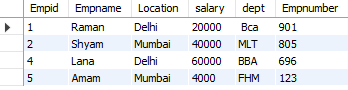 Empid Empname Location salary dept Empnumber
1 Raman Delhi 20000 Bca 901
2 Shyam Mumbai 40000 MLT 805
4 Lana Delhi 60000 BBA 696
5 Amam Mumbai 4000 FHM 123